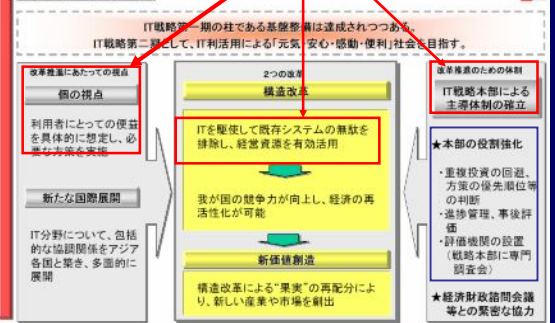 IT戦略第一期の柱である基盤整備は達成されつつある。
IT戦略第二期として、IT利活用による「元気・安心・感動・便利」社会を目指す。
改革推進にあたっての視点
個の視点
利用者にとっての便益
を具体的に想定し、必
要な方策を実施
新たな国際展開
IT分野について、包括
的な協調関係をアジア
各国と築き、多面的に
展開
2つの改革
構造改革
ITを駆使して既存システムの無駄を
排除し、経営資源を有効活用
我が国の競争力が向上し、経済の再
活性化が可能
新価値創造
構造改革による“果実”の再配分によ
り、新しい産業や市場を創出
改革推進のための体制
IT戦略本部による
主導体制の確立
★本部の役割強化
・重複投資の回避、
方策の優先順位等
の判断
・進捗管理、事後評
価
・評価機関の設置
(戦略本部に専門
調査会)
★経済財政諮問会議
等との緊密な協力